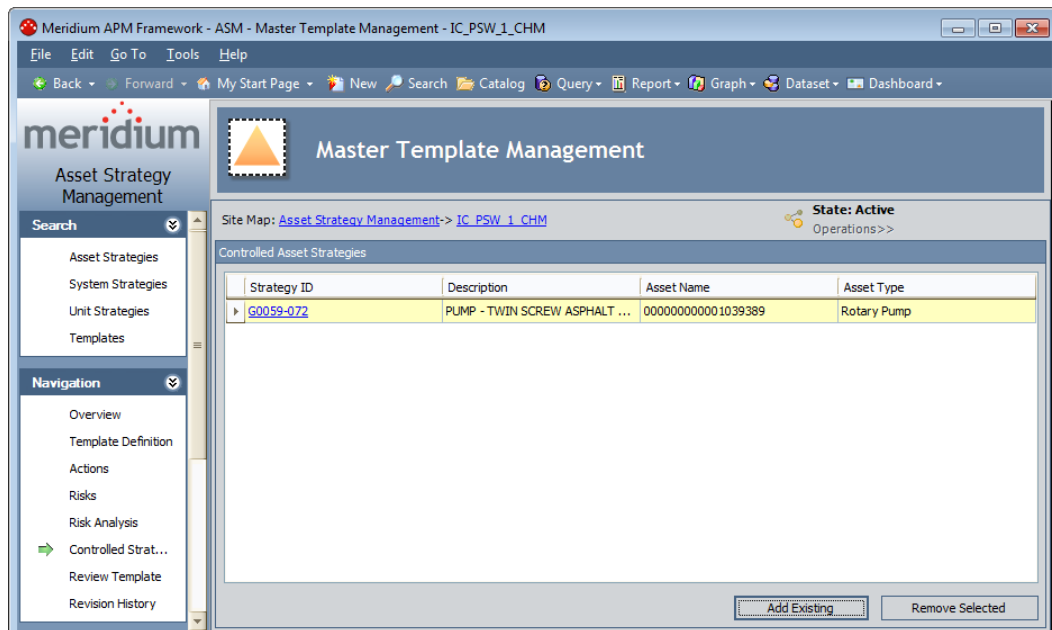 Meridium APM Framework - ASM - Master Template Management - IC_PSW_1_CHM
File Edit Go To Tools Help
Back Forward My Start Page New Search Catalog Query Report Graph Dataset Dashboard
meridium
Asset Strategy
Management
Master Template Management
Search
Asset Strategies
System Strategies
Unit Strategies
Templates
Navigation
Overview
Template Definition
Actions
Risks
Risk Analysis
Controlled Strat...
Review Template
Revision History
Site Map: Asset Strategy Management-> IC_PSW_1_CHM
State: Active
Operations>>
Controlled Asset Strategies
Strategy ID Description Asset Name Asset Type
G0059-072 PUMP - TWIN SCREW ASPHALT ... 000000000001039389 Rotary Pump
Add Existing Remove Selected